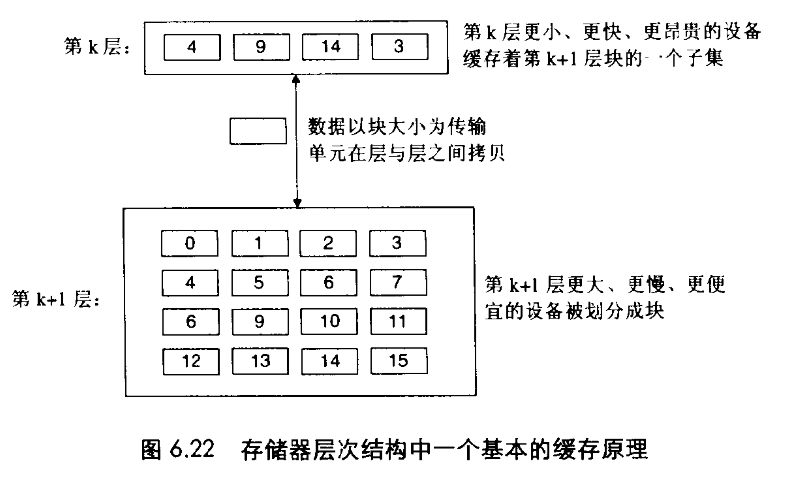 第 k 层：
4 9 14 3
第 k 层更小、更快、更昂贵的设备
缓存着第 k+1 层块的一个子集
数据以块大小为传输
单元在层与层之间拷贝
0 1 2 3
4 5 6 7
第 k+1 层：
6 9 10 11
12 13 14 15
第 k+1 层更大、更慢、更便
宜的设备被划分成块
图 6.22 存储器层次结构中一个基本的缓存原理